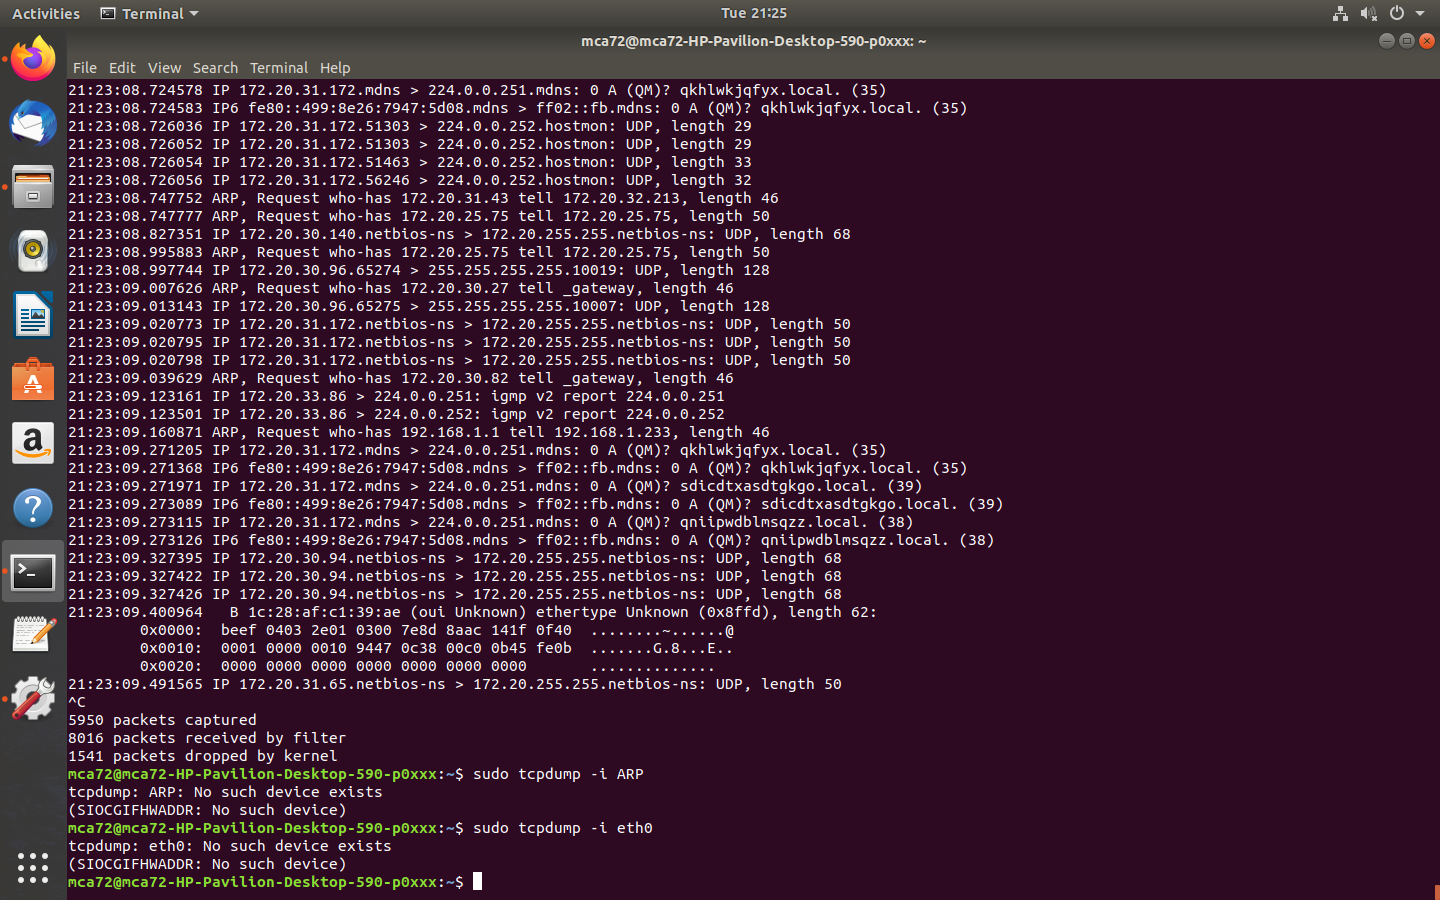 Activities
Terminal
Tue 21:25
mca72@mca72-HP-Pavilion-Desktop-590-p0xxx: ~
File Edit View Search Terminal Help
21:23:08.724578 IP 172.20.31.172.mdns > 224.0.0.251.mdns: 0 A (QM)? qkhlwkjqfyx.local. (35)
21:23:08.724583 IP6 fe80::499:8e26:7947:5d08.mdns > ff02::fb.mdns: 0 A (QM)? qkhlwkjqfyx.local. (35)
21:23:08.726036 IP 172.20.31.172.51303 > 224.0.0.252.hostmon: UDP, length 29
21:23:08.726052 IP 172.20.31.172.51303 > 224.0.0.252.hostmon: UDP, length 29
21:23:08.726054 IP 172.20.31.172.51463 > 224.0.0.252.hostmon: UDP, length 33
21:23:08.726056 IP 172.20.31.172.56246 > 224.0.0.252.hostmon: UDP, length 32
21:23:08.747752 ARP, Request who-has 172.20.31.43 tell 172.20.32.213, length 46
21:23:08.747777 ARP, Request who-has 172.20.25.75 tell 172.20.25.75, length 50
21:23:08.827351 IP 172.20.30.140.netbios-ns > 172.20.255.255.netbios-ns: UDP, length 68
21:23:08.995883 ARP, Request who-has 172.20.25.75 tell 172.20.25.75, length 50
21:23:08.997744 IP 172.20.30.96.65274 > 255.255.255.255.10019: UDP, length 128
21:23:09.007626 ARP, Request who-has 172.20.30.27 tell _gateway, length 46
21:23:09.013143 IP 172.20.30.96.65275 > 255.255.255.255.10007: UDP, length 128
21:23:09.020773 IP 172.20.31.172.netbios-ns > 172.20.255.255.netbios-ns: UDP, length 50
21:23:09.020795 IP 172.20.31.172.netbios-ns > 172.20.255.255.netbios-ns: UDP, length 50
21:23:09.020798 IP 172.20.31.172.netbios-ns > 172.20.255.255.netbios-ns: UDP, length 50
21:23:09.039629 ARP, Request who-has 172.20.30.82 tell _gateway, length 46
21:23:09.123161 IP 172.20.33.86 > 224.0.0.251: igmp v2 report 224.0.0.251
21:23:09.123501 IP 172.20.33.86 > 224.0.0.252: igmp v2 report 224.0.0.252
21:23:09.160871 ARP, Request who-has 192.168.1.1 tell 192.168.1.233, length 46
21:23:09.271205 IP 172.20.31.172.mdns > 224.0.0.251.mdns: 0 A (QM)? qkhlwkjqfyx.local. (35)
21:23:09.271368 IP6 fe80::499:8e26:7947:5d08.mdns > ff02::fb.mdns: 0 A (QM)? qkhlwkjqfyx.local. (35)
21:23:09.271971 IP 172.20.31.172.mdns > 224.0.0.251.mdns: 0 A (QM)? sdicdtxasdtgkgo.local. (39)
21:23:09.273089 IP6 fe80::499:8e26:7947:5d08.mdns > ff02::fb.mdns: 0 A (QM)? sdicdtxasdtgkgo.local. (39)
21:23:09.273115 IP 172.20.31.172.mdns > 224.0.0.251.mdns: 0 A (QM)? qniipwdblmsqzz.local. (38)
21:23:09.273126 IP6 fe80::499:8e26:7947:5d08.mdns > ff02::fb.mdns: 0 A (QM)? qniipwdblmsqzz.local. (38)
21:23:09.327395 IP 172.20.30.94.netbios-ns > 172.20.255.255.netbios-ns: UDP, length 68
21:23:09.327422 IP 172.20.30.94.netbios-ns > 172.20.255.255.netbios-ns: UDP, length 68
21:23:09.327426 IP 172.20.30.94.netbios-ns > 172.20.255.255.netbios-ns: UDP, length 68
21:23:09.400964   B 1c:28:af:c1:39:ae (oui Unknown) ethertype Unknown (0x8ffd), length 62:
0x0000:  beef 0403 2e01 0300 7e8d 8aac 141f 0f40  ........~......@
0x0010:  0001 0000 0010 9447 0c38 00c0 0b45 fe0b  .......G.8...E..
0x0020:  0000 0000 0000 0000 0000 0000 0000       ..............
21:23:09.491565 IP 172.20.31.65.netbios-ns > 172.20.255.255.netbios-ns: UDP, length 50
^C
5950 packets captured
8016 packets received by filter
1541 packets dropped by kernel
mca72@mca72-HP-Pavilion-Desktop-590-p0xxx:~$ sudo tcpdump -i ARP
tcpdump: ARP: No such device exists
(SIOCGIFHWADDR: No such device)
mca72@mca72-HP-Pavilion-Desktop-590-p0xxx:~$ sudo tcpdump -i eth0
tcpdump: eth0: No such device exists
(SIOCGIFHWADDR: No such device)
mca72@mca72-HP-Pavilion-Desktop-590-p0xxx:~$